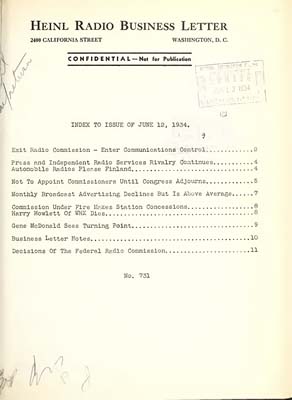 HEINL RADIO BUSINESS LETTER
2400 CALIFORNIA STREET WASHINGTON, D. C.
CONFIDENTIAL—Not for Publication
INDEX TO ISSUE OF JUNE 12, 1934.
Exit Radio Commission - Enter Communications Control............2
Press and Independent Radio Services Rivalry Continues..........4
Automobile Radios Please Finland................................4
Not To Appoint Commissioners Until Congress Adjourns............5
Monthly Broadcast Advertising Declines But Is Above Average.....7
Commission Under Fire Makes Station Concessions.................8
Harry Howlett Of WHK Dies.......................................8
Gene McDonald Sees Turning Point................................9
Business Letter Notes..........................................10
Decisions Of The Federal Radio Commission......................11
No. 731